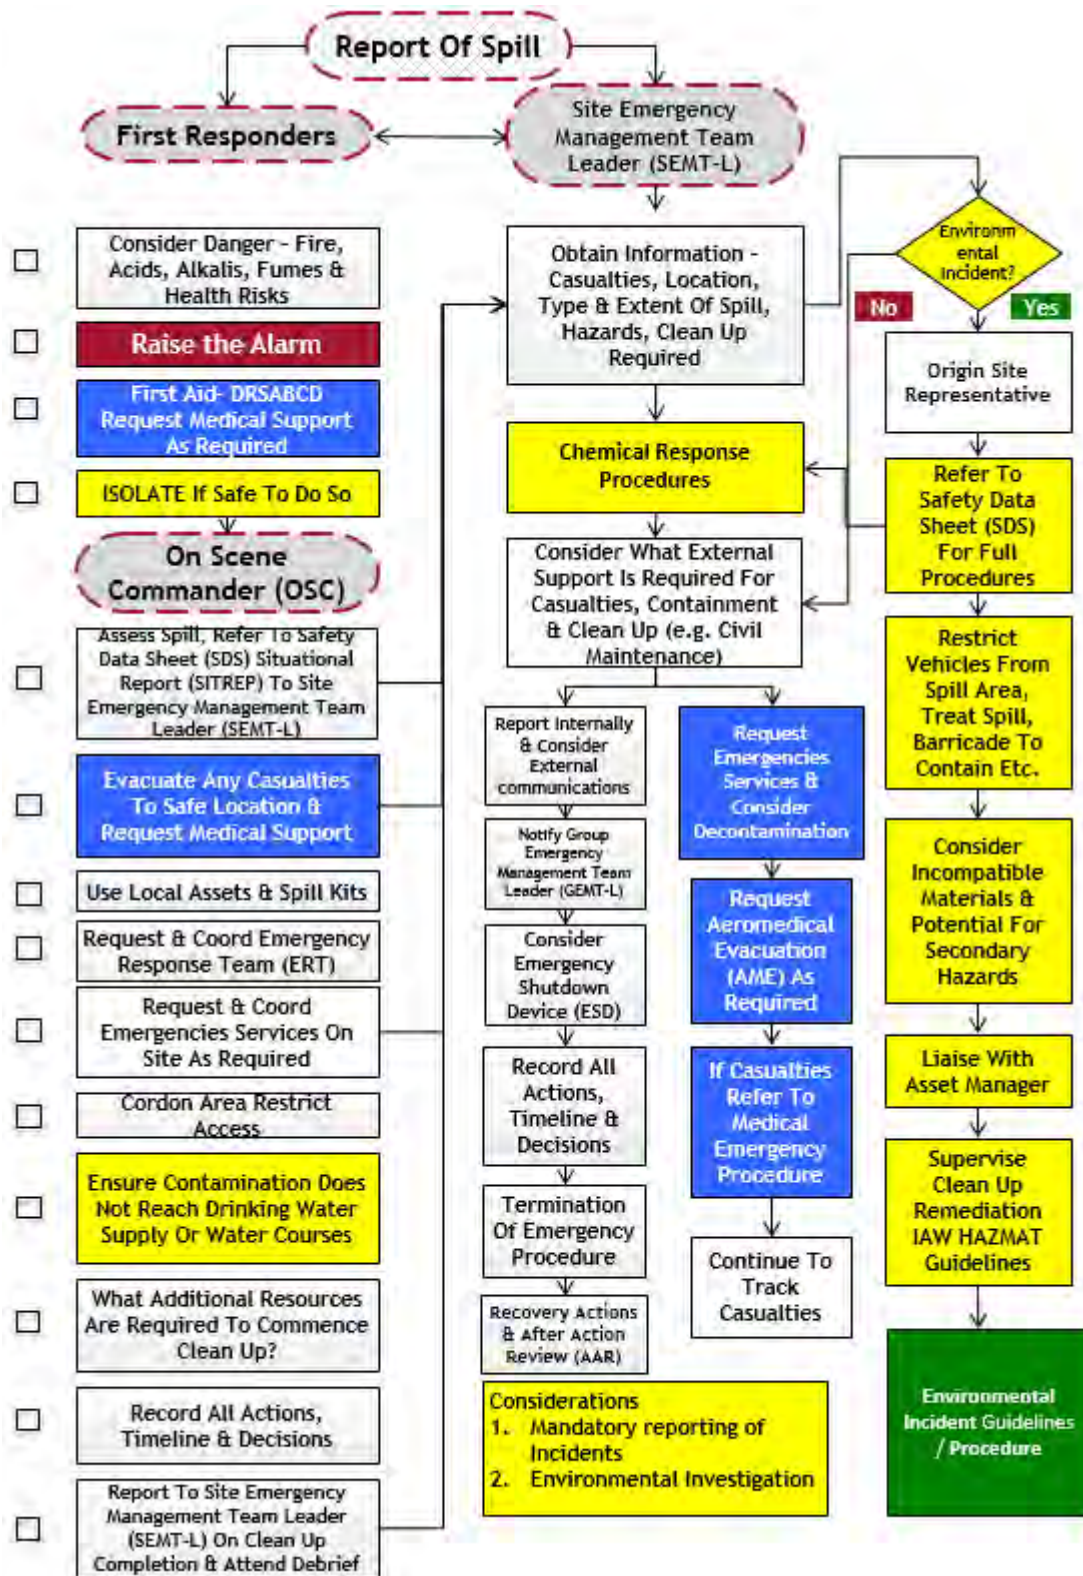 Report Of Spill
First Responders
Site Emergency
Management Team
Leader (SEMT-L)
Consider Danger - Fire,
Acids, Alkalis, Fumes &
Health Risks
Raise the Alarm
First Aid- DRSABCD
Request Medical Support
As Required
ISOLATE If Safe To Do So
On Scene
Commander (OSC)
Assess Spill, Refer To Safety
Data Sheet (SDS) Situational
Report (SITREP) To Site
Emergency Management Team
Leader (SEMT-L)
Evacuate Any Casualties
To Safe Location &
Request Medical Support
Use Local Assets & Spill Kits
Request & Coord Emergency
Response Team (ERT)
Request & Coord
Emergencies Services On
Site As Required
Cordon Area Restrict
Access
Ensure Contamination Does
Not Reach Drinking Water
Supply Or Water Courses
What Additional Resources
Are Required To Commence
Clean Up?
Record All Actions,
Timeline & Decisions
Report To Site Emergency
Management Team Leader
(SEMT-L) On Clean Up
Completion & Attend Debrief
Obtain Information -
Casualties, Location,
Type & Extent Of Spill,
Hazards, Clean Up
Required
Chemical Response
Procedures
Consider What External
Support Is Required For
Casualties, Containment
& Clean Up (e.g. Civil
Maintenance)
Report Internally
& Consider
External
communications
Notify Group
Emergency
Management Team
Leader (GEMT-L)
Consider
Emergency
Shutdown
Device (ESD)
Record All
Actions,
Timeline &
Decisions
Termination
Of Emergency
Procedure
Recovery Actions
& After Action
Review (AAR)
Request
Emergencies
Services &
Consider
Decontamination
Request
Aeromedical
Evacuation
(AME) As
Required
If Casualties
Refer To
Medical
Emergency
Procedure
Continue To
Track
Casualties
Considerations
1. Mandatory reporting of
Incidents
2. Environmental Investigation
Environm
ental
Incident?
No
Yes
Origin Site
Representative
Refer To
Safety Data
Sheet (SDS)
For Full
Procedures
Restrict
Vehicles From
Spill Area,
Treat Spill,
Barricade To
Contain Etc.
Consider
Incompatible
Materials &
Potential For
Secondary
Hazards
Liaise With
Asset Manager
Supervise
Clean Up
Remediation
IAW HAZMAT
Guidelines
Environmental
Incident Guidelines
/ Procedure